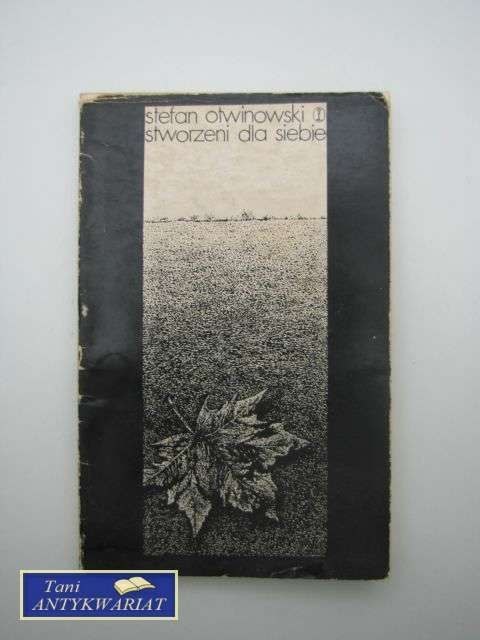 stefan otwinowski
stworzeni dla siebie
Tani
ANTYKWARIAT